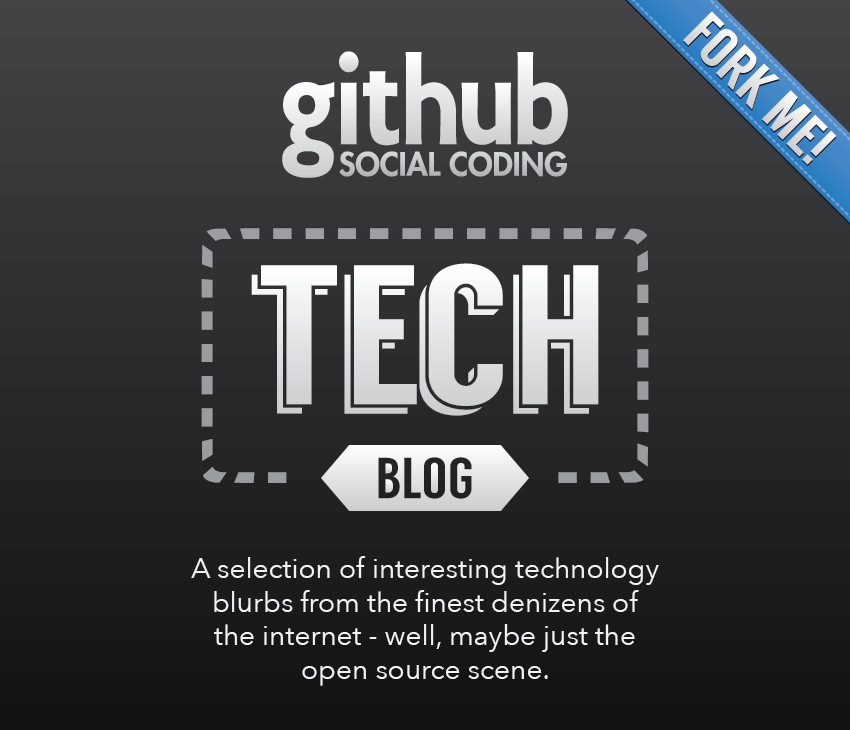 FORK ME!
github
SOCIAL CODING
TECH
BLOG
A selection of interesting technology
blurbs from the finest denizens of
the internet - well, maybe just the
open source scene.